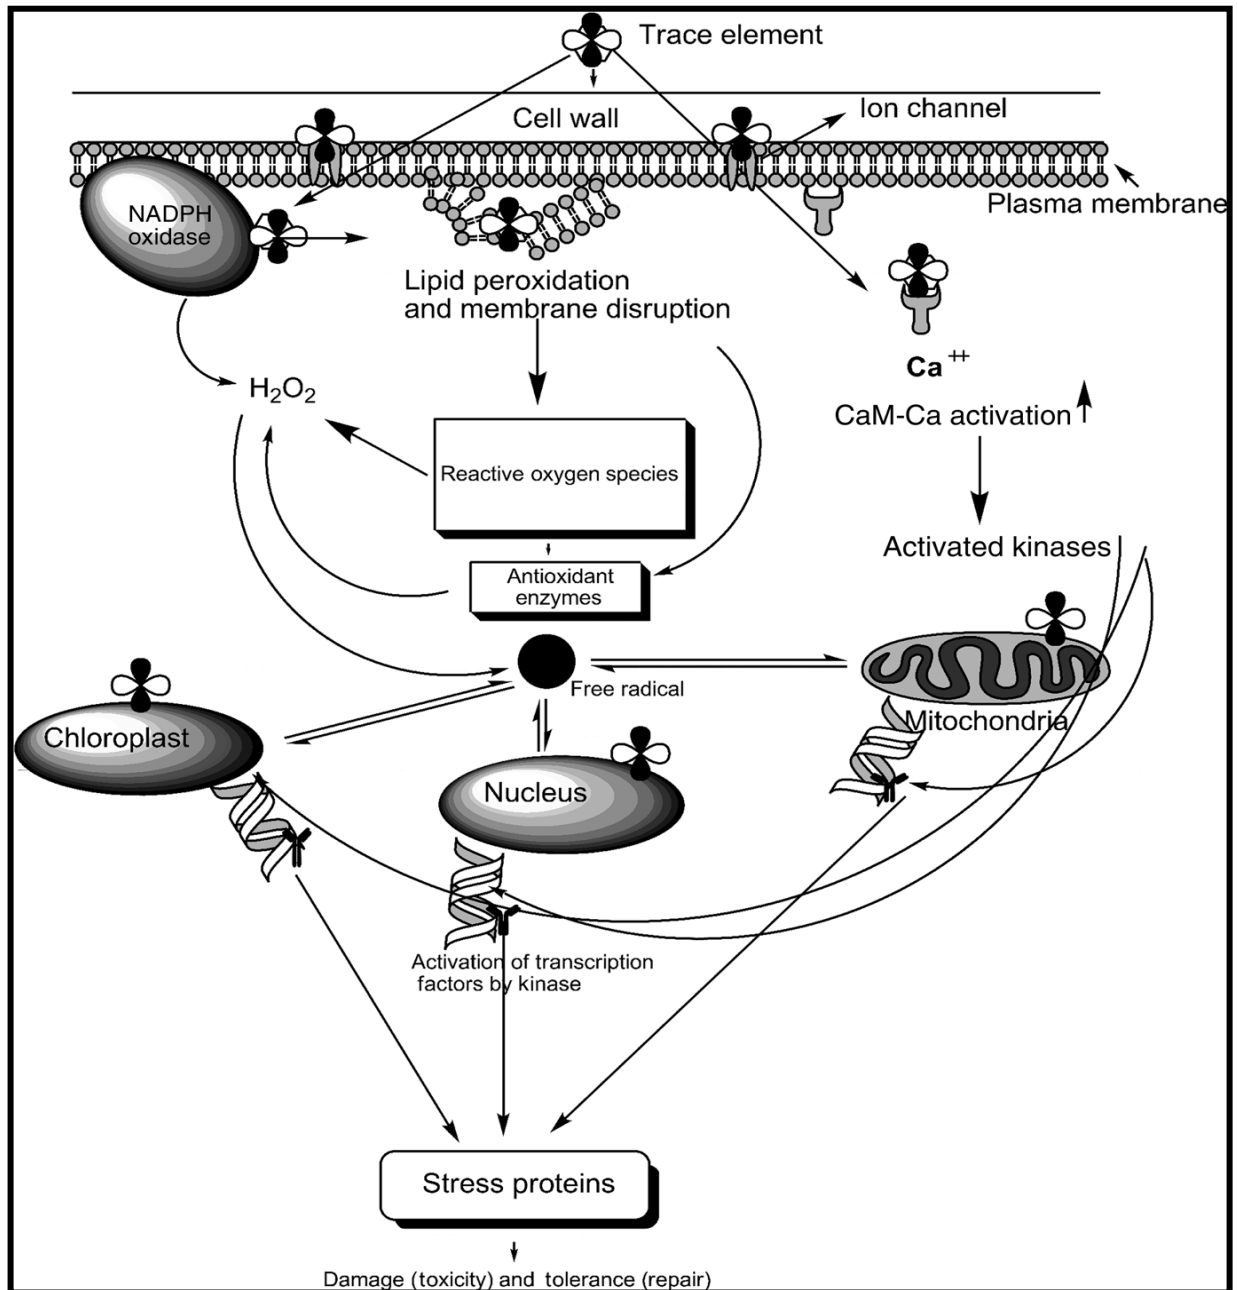 Trace element
Cell wall
Ion channel
Plasma membrane
NADPH
oxidase
Lipid peroxidation
and membrane disruption
Ca++
H2O2
CaM-Ca activation
Reactive oxygen species
Activated kinases
Antioxidant
enzymes
Free radical
Mitochondria
Chloroplast
Nucleus
Activation of transcription
factors by kinase
Stress proteins
Damage (toxicity) and tolerance (repair)